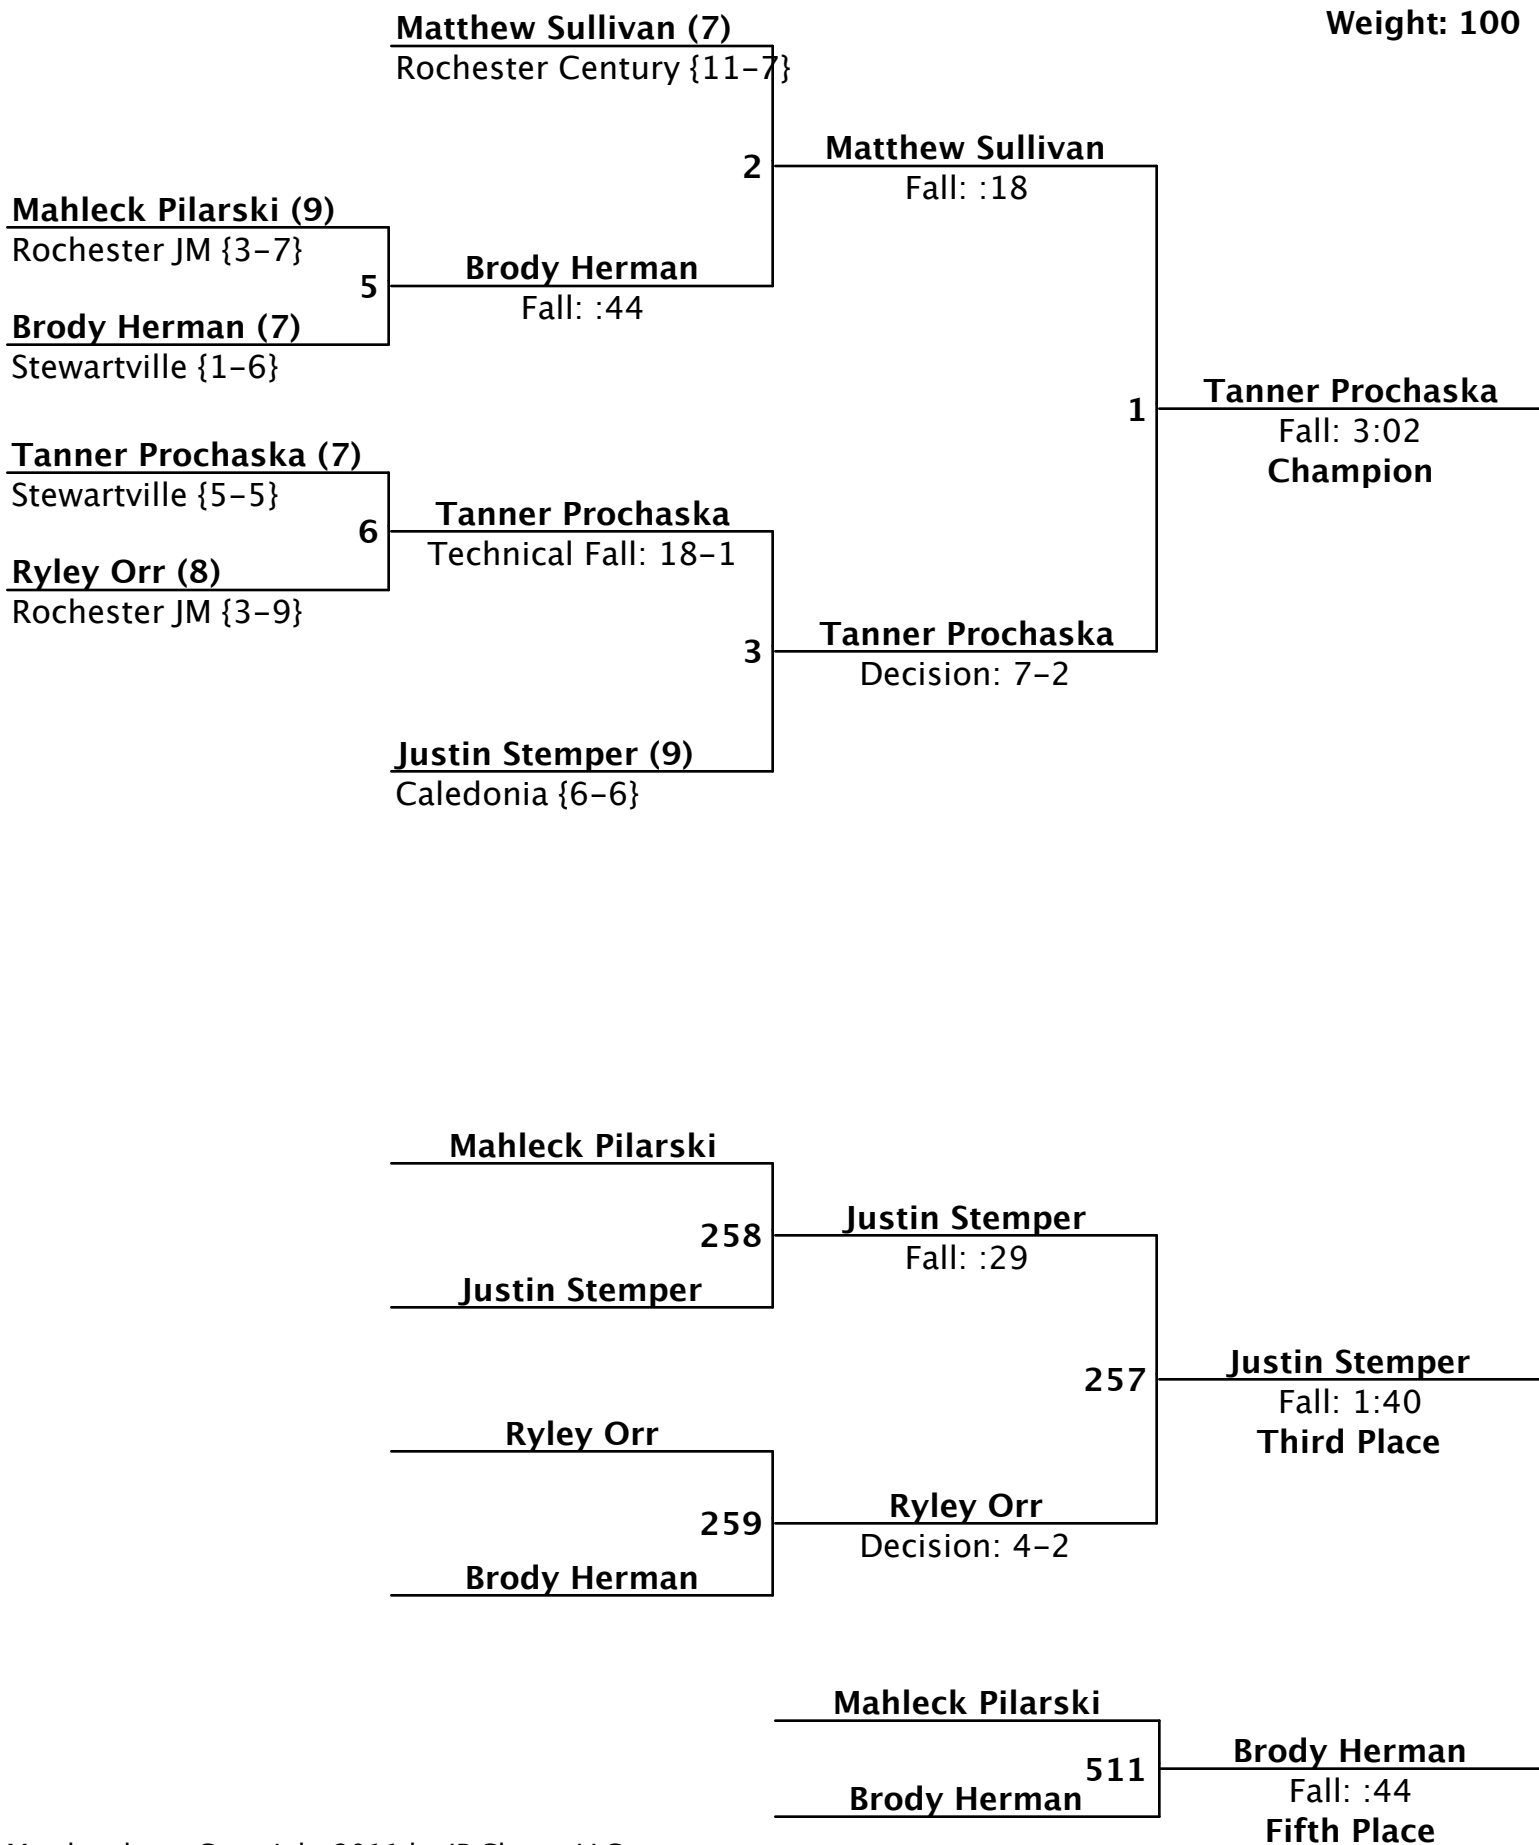 Weight: 100
Matthew Sullivan (7)
Rochester Century {11–7}
2
Matthew Sullivan
Fall: :18
Mahleck Pilarski (9)
Rochester JM {3–7}
5
Brody Herman
Fall: :44
Brody Herman (7)
Stewartville {1–6}
1
Tanner Prochaska
Fall: 3:02
Champion
Tanner Prochaska (7)
Stewartville {5–5}
6
Tanner Prochaska
Technical Fall: 18–1
Ryley Orr (8)
Rochester JM {3–9}
3
Tanner Prochaska
Decision: 7–2
Justin Stemper (9)
Caledonia {6–6}
Mahleck Pilarski
258
Justin Stemper
Fall: :29
Justin Stemper
257
Justin Stemper
Fall: 1:40
Third Place
Ryley Orr
259
Ryley Orr
Decision: 4–2
Brody Herman
Mahleck Pilarski
511
Brody Herman
Fall: :44
Fifth Place
Brody Herman